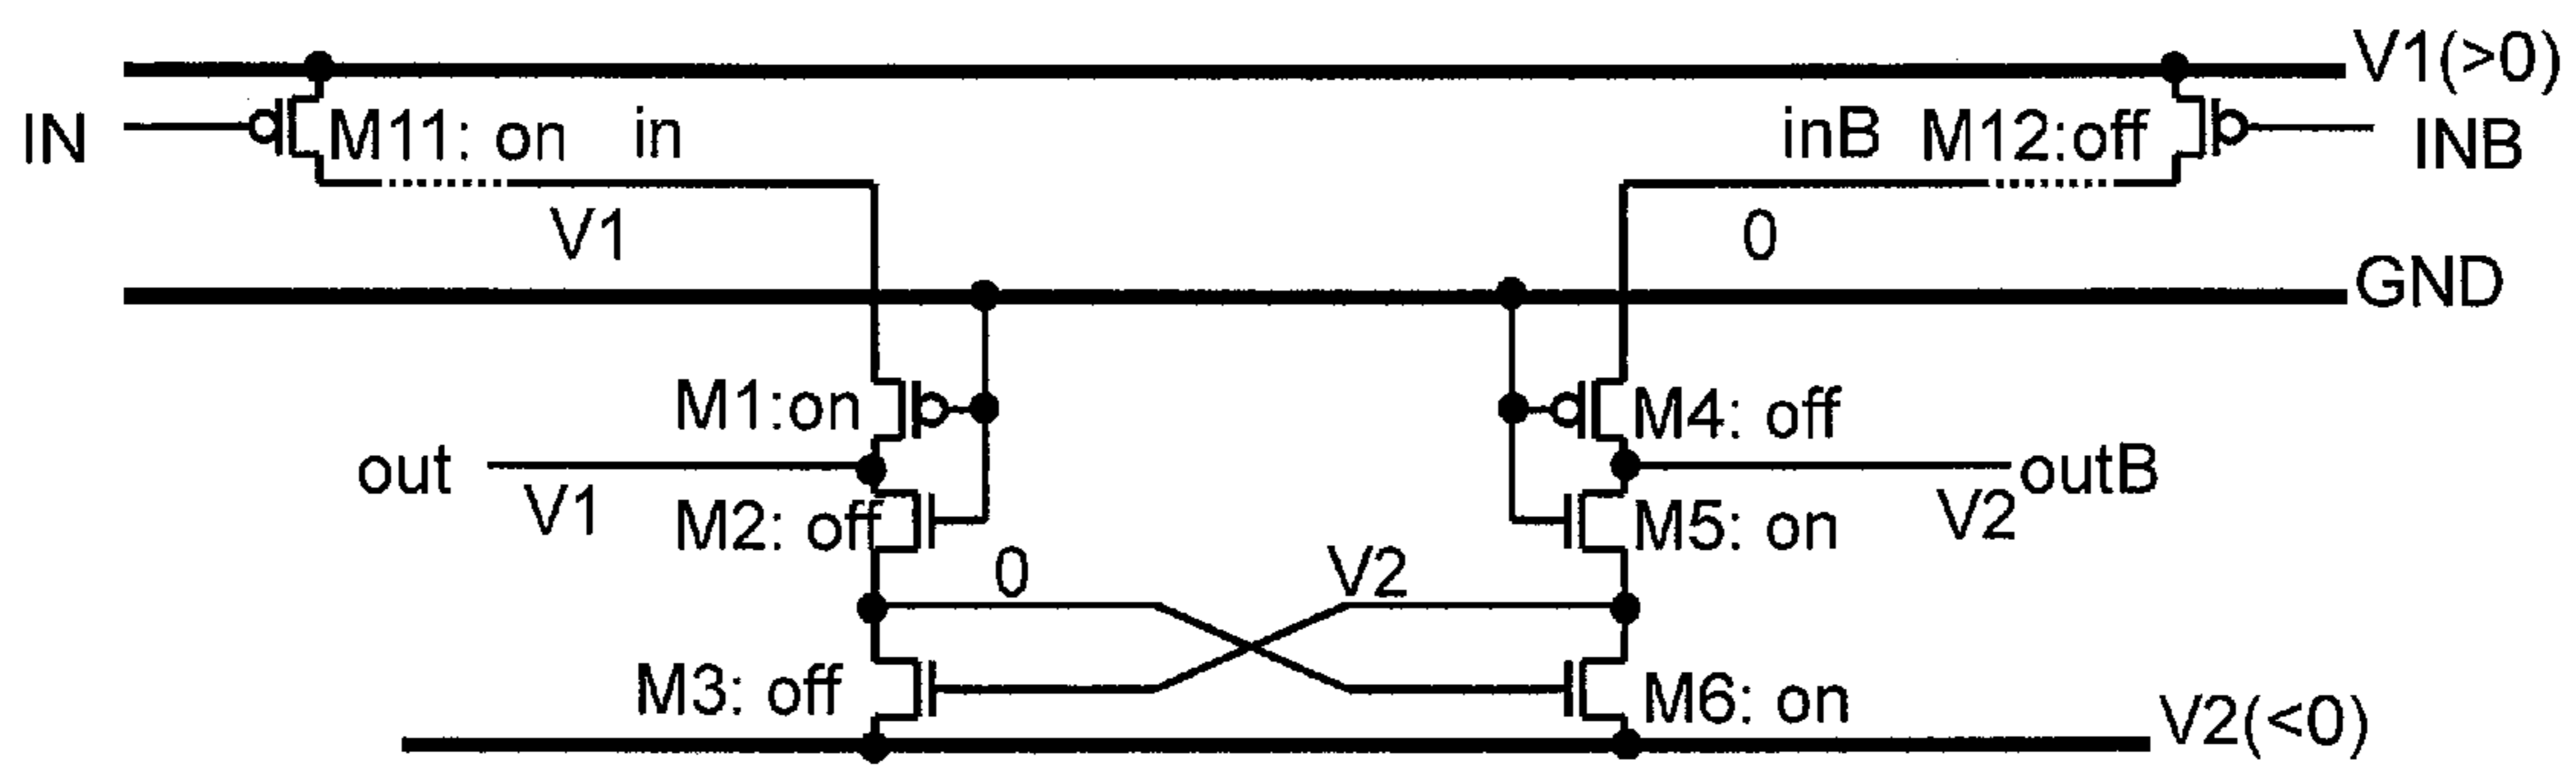 V1(>0)
IN
M11: on
in
inB
M12:off
INB
V1
0
GND
M1:on
M4: off
out
V1
outB
V2
M2: off
M5: on
0
V2
M3: off
M6: on
V2(<0)